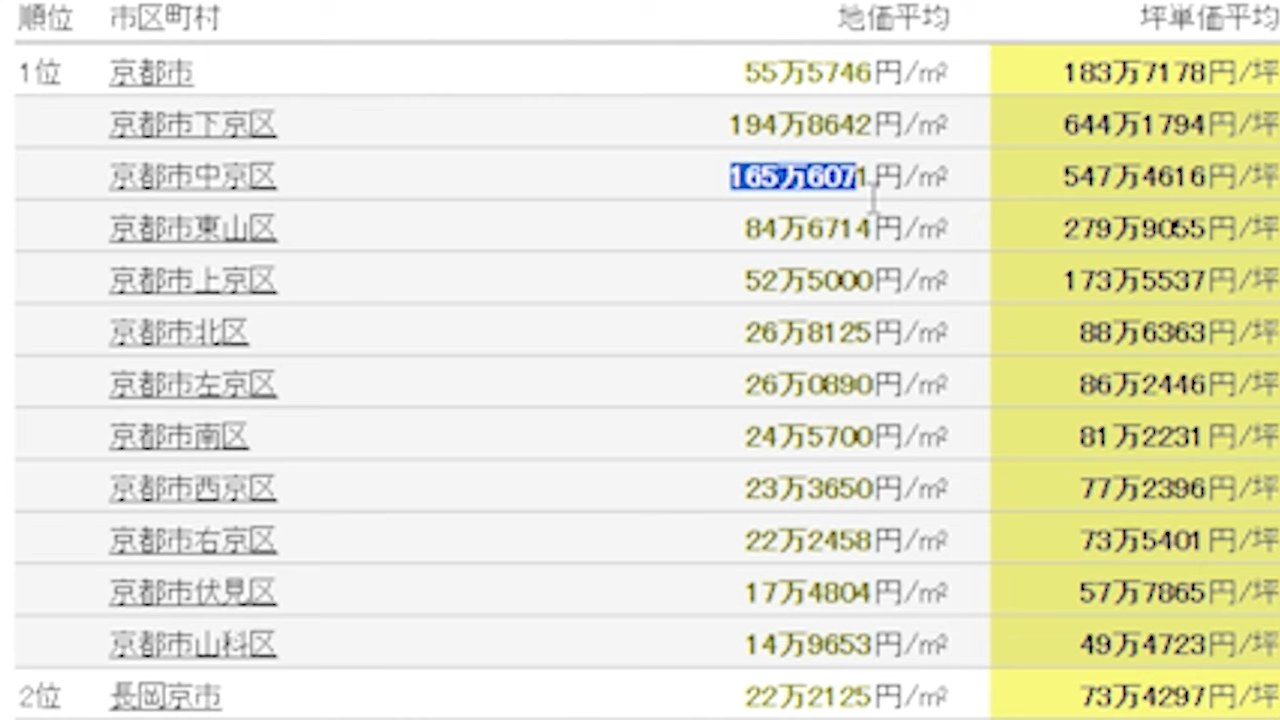 順位 市区町村 地価平均 坪単価平均
1位 京都市 55万5746円/m² 183万7178円/坪
京都市下京区 194万8642円/m² 644万1794円/坪
京都市中京区 165万6071円/m² 547万4616円/坪
京都市東山区 84万6714円/m² 279万9055円/坪
京都市上京区 52万5000円/m² 173万5537円/坪
京都市北区 26万8125円/m² 88万6363円/坪
京都市左京区 26万0890円/m² 86万2446円/坪
京都市南区 24万5700円/m² 81万2231円/坪
京都市西京区 23万3650円/m² 77万2396円/坪
京都市右京区 22万2458円/m² 73万5401円/坪
京都市伏見区 17万4804円/m² 57万7865円/坪
京都市山科区 14万9653円/m² 49万4723円/坪
2位 長岡京市 22万2125円/m² 73万4297円/坪